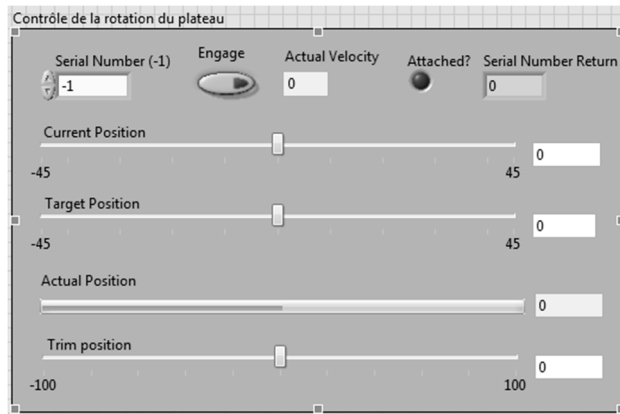 Contrôle de la rotation du plateau
Serial Number (-1) Engage Actual Velocity Attached? Serial Number Return
-1 0 0
Current Position
0
-45 45
Target Position
0
-45 45
Actual Position
0
Trim position
0
-100 100